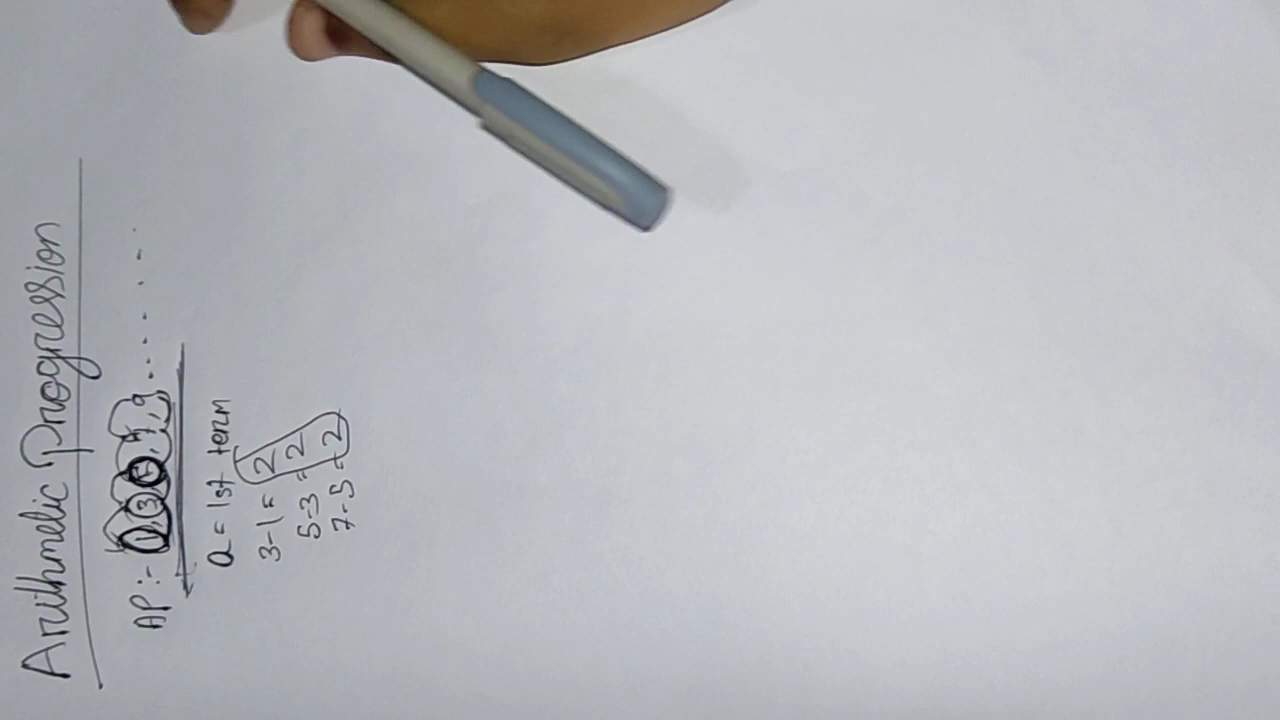 Arithmetic Progression
AP :- 1, 3, 5, 7, 9 ........
a = 1st term
3-1 = 2
5-3 = 2
7-5 = 2